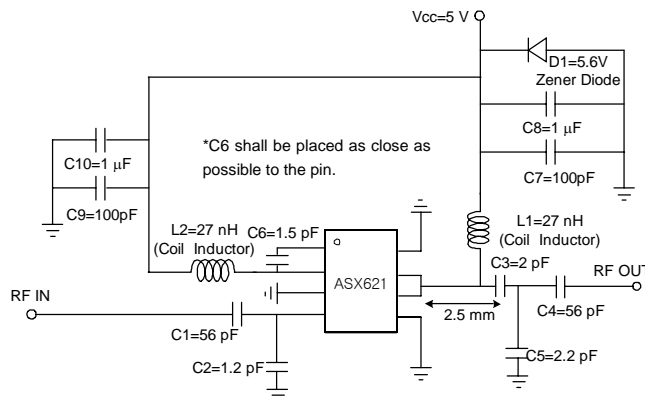 Vcc=5 V
D1=5.6V
Zener Diode
C8=1 µF
C7=100pF
*C6 shall be placed as close as
possible to the pin.
C10=1 µF
C9=100pF
L2=27 nH
(Coil Inductor)
C6=1.5 pF
ASX621
L1=27 nH
(Coil Inductor)
C3=2 pF
RF OUT
2.5 mm
C4=56 pF
RF IN
C1=56 pF
C2=1.2 pF
C5=2.2 pF